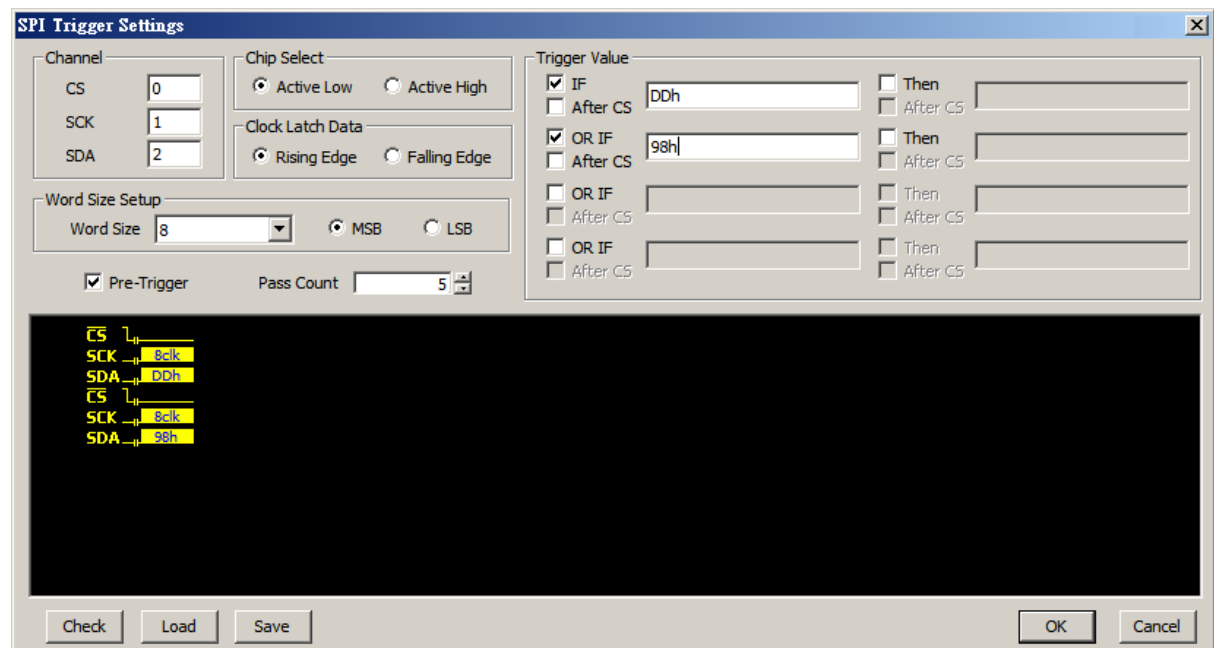 SPI Trigger Settings
Channel
CS 0
SCK 1
SDA 2
Chip Select
Active Low Active High
Clock Latch Data
Rising Edge Falling Edge
Word Size Setup
Word Size 8 MSB LSB
Pre-Trigger Pass Count 5
Trigger Value
IF DDh Then
After CS After CS
OR IF 98h Then
After CS After CS
OR IF Then
After CS After CS
OR IF Then
After CS After CS
CS
SCK 8clk
SDA DDh
CS
SCK 8clk
SDA 98h
Check Load Save OK Cancel